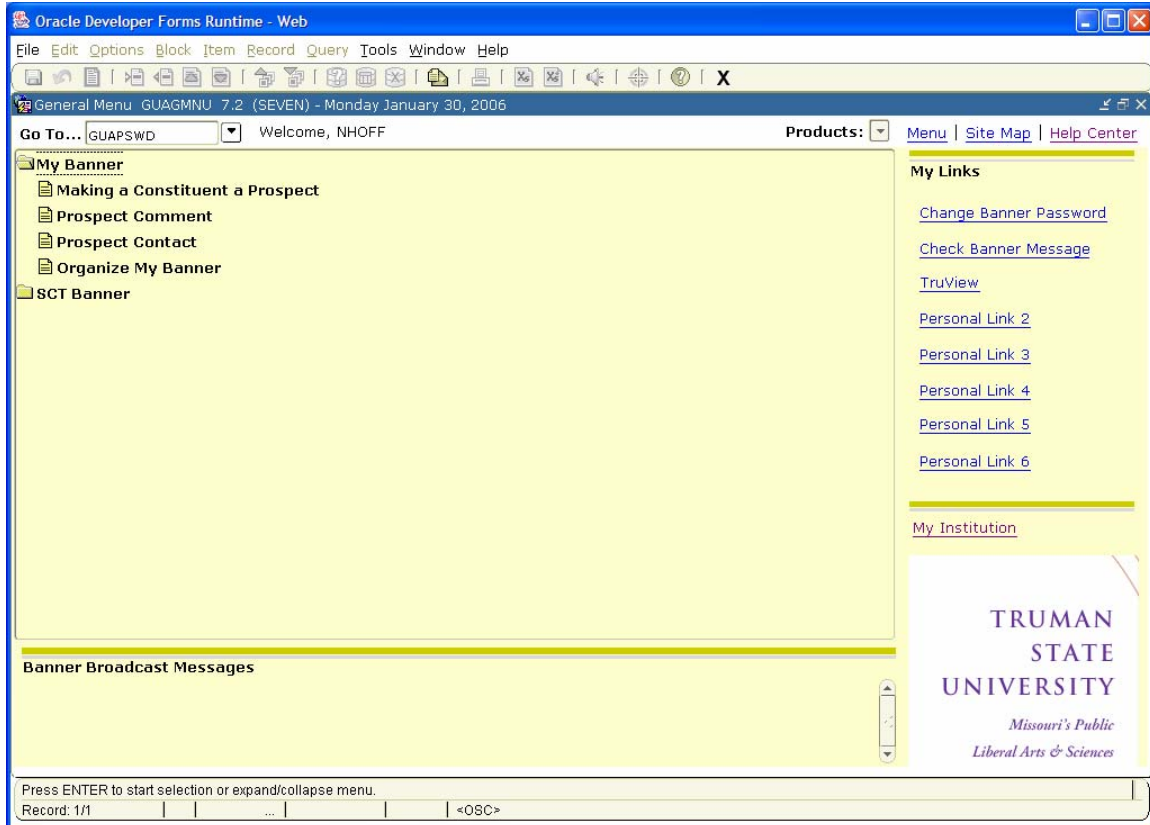 Oracle Developer Forms Runtime - Web
File Edit Options Block Item Record Query Tools Window Help
General Menu GUAGMNU 7.2 (SEVEN) - Monday January 30, 2006
Go To... GUAPSWD Welcome, NHOFF Products: Menu | Site Map | Help Center
My Banner
Making a Constituent a Prospect
Prospect Comment
Prospect Contact
Organize My Banner
SCT Banner
My Links
Change Banner Password
Check Banner Message
TruView
Personal Link 2
Personal Link 3
Personal Link 4
Personal Link 5
Personal Link 6
My Institution
TRUMAN
STATE
UNIVERSITY
Missouri's Public
Liberal Arts & Sciences
Banner Broadcast Messages
Press ENTER to start selection or expand/collapse menu.
Record: 1/1 ... <OSC>